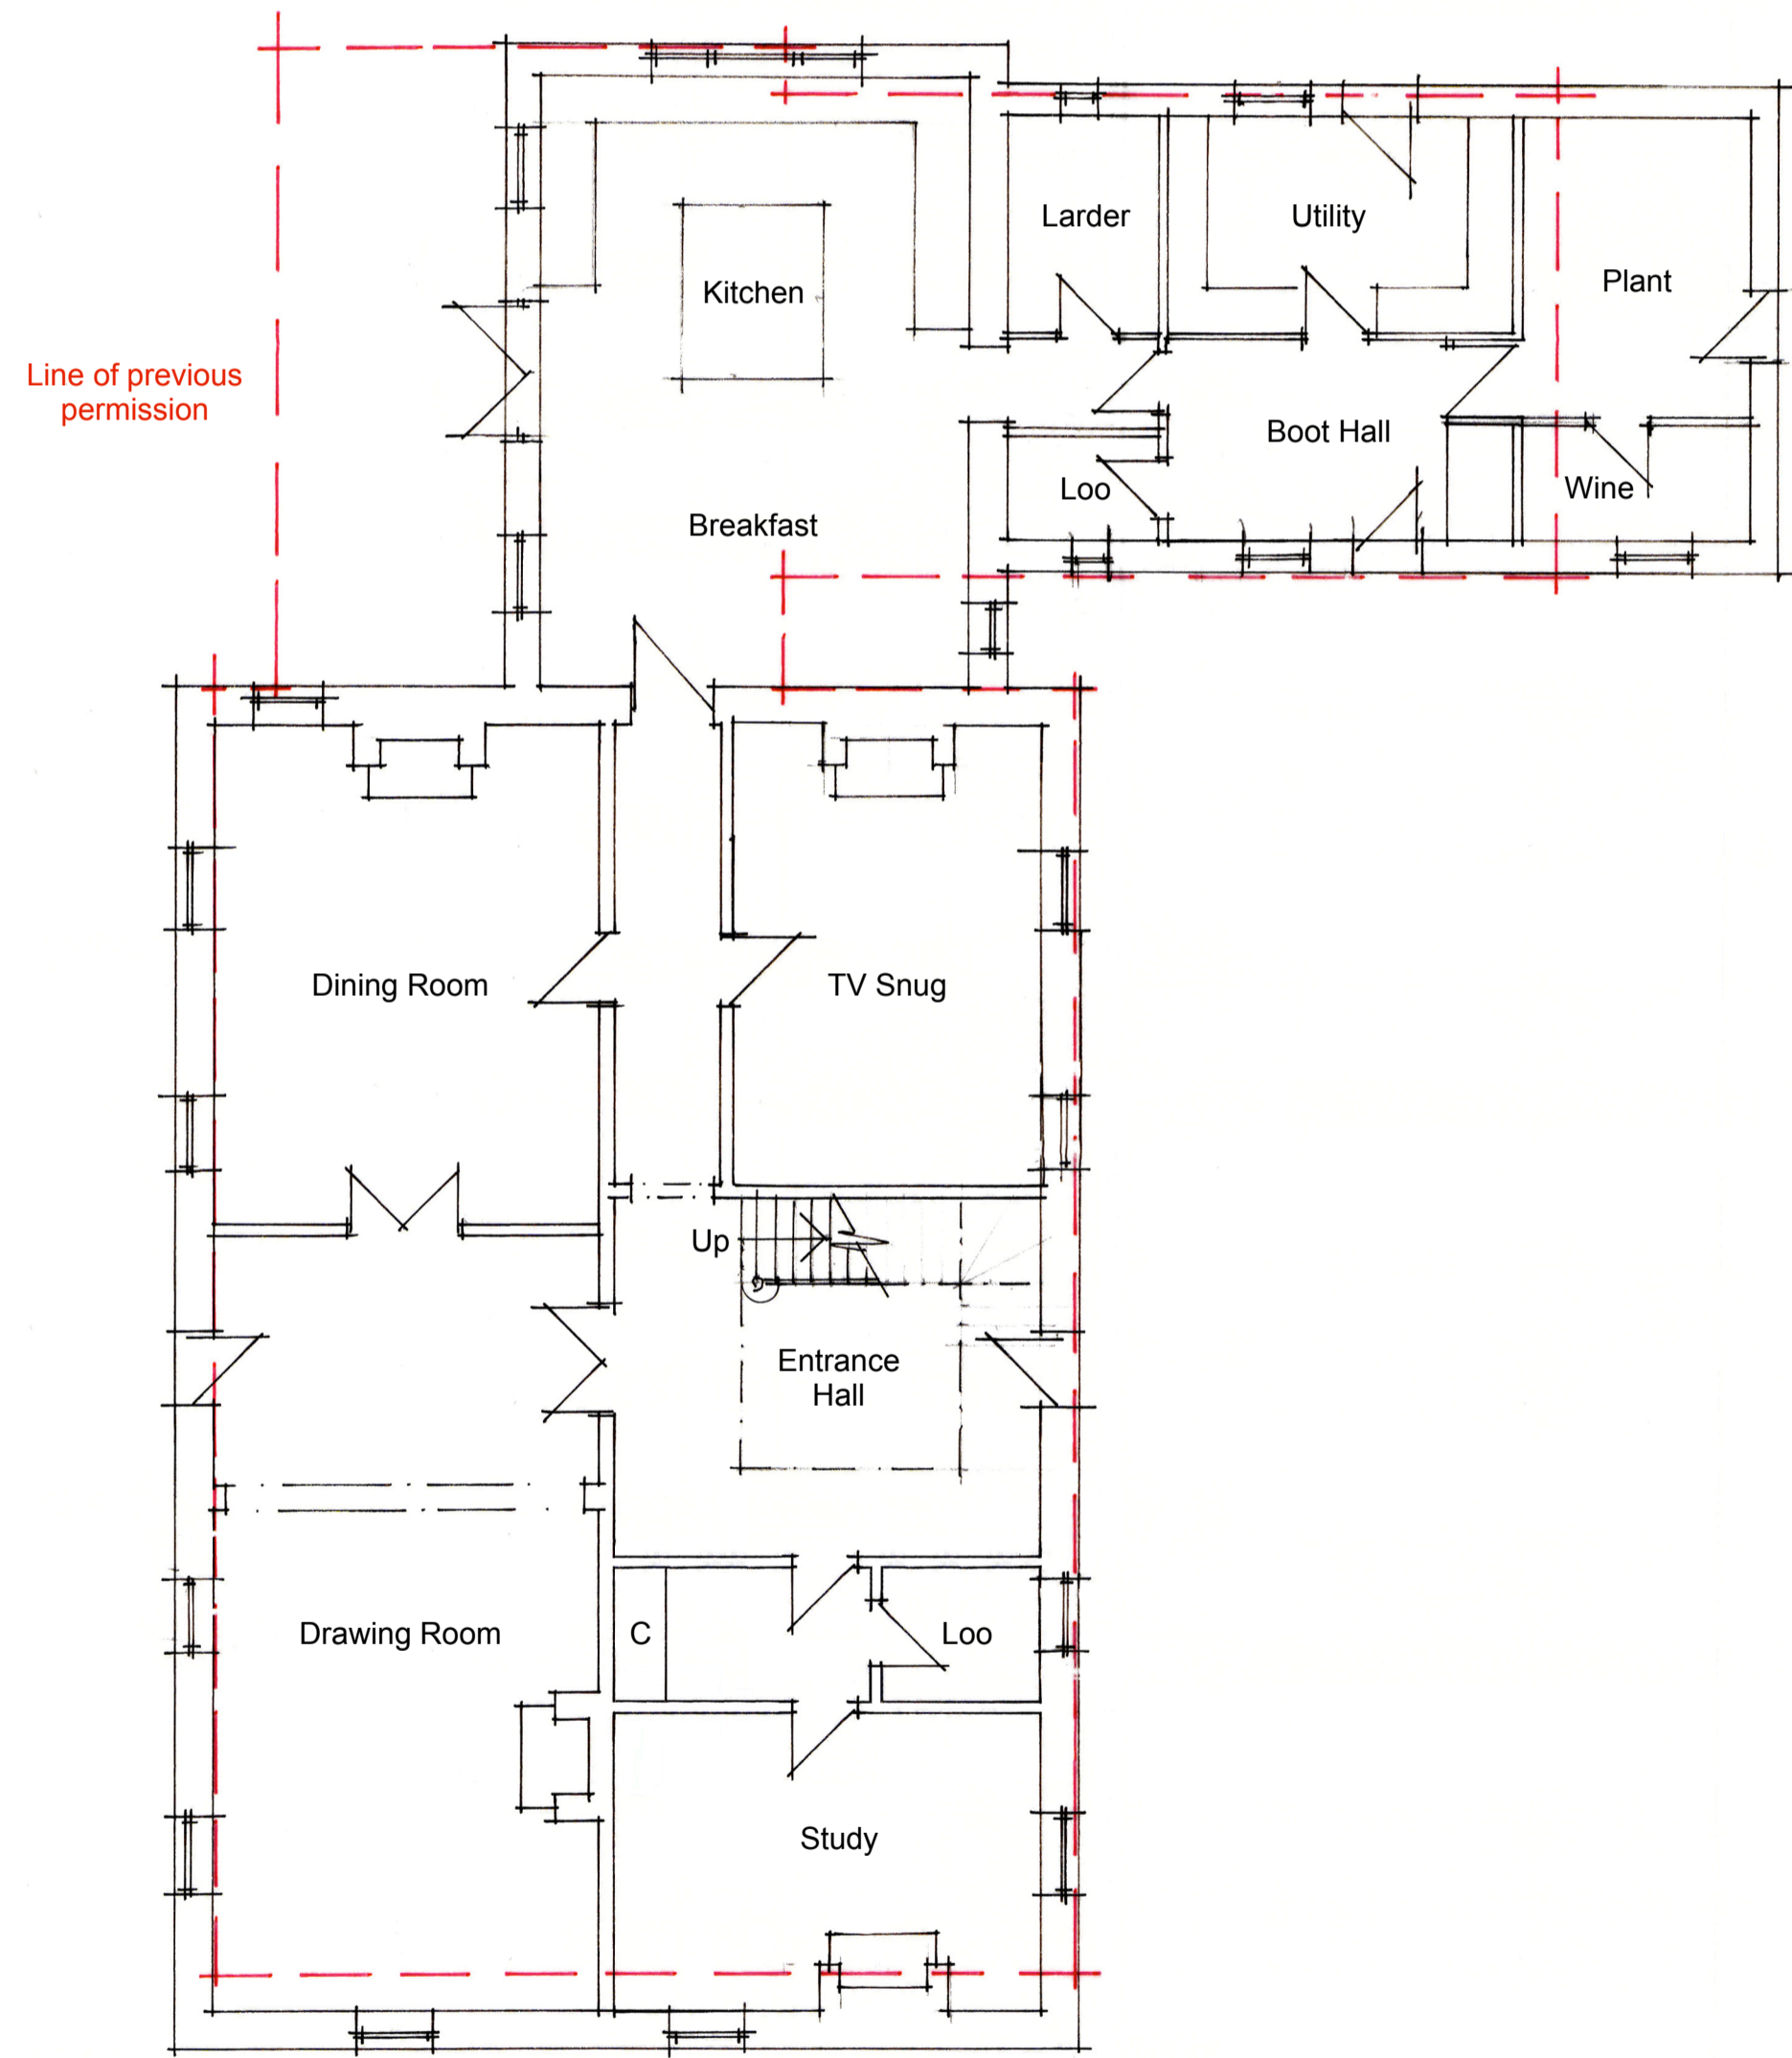 Larder
Utility
Plant
Kitchen
Line of previous
permission
Boot Hall
Loo
Wine
Breakfast
Dining Room
TV Snug
Up
Entrance
Hall
Drawing Room
C
Loo
Study